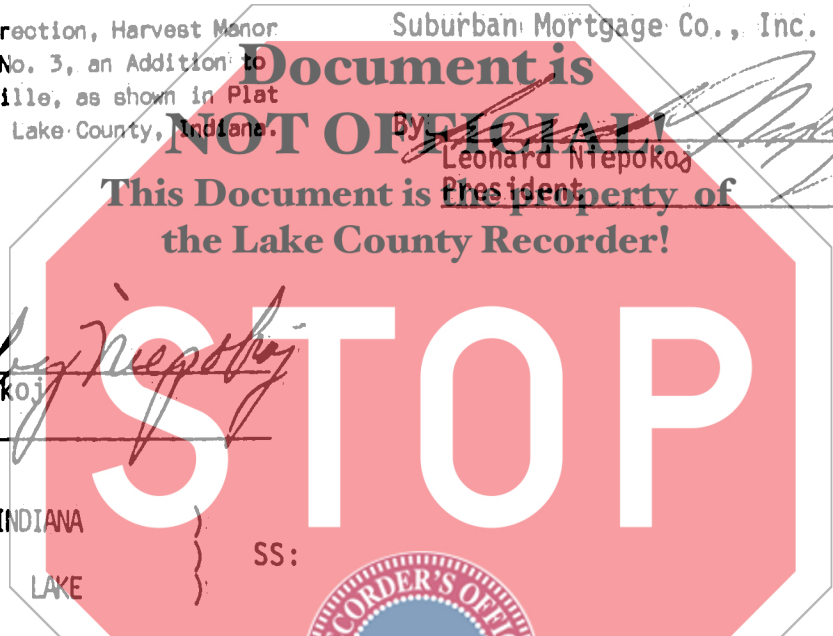 rection, Harvest Manor
No. 3, an Addition to
ille, as shown in Plat
Lake County, Indiana.
Suburban Mortgage Co., Inc.
By
Leonard Niepokoj
President
Document is
NOT OFFICIAL!
This Document is the property of
the Lake County Recorder!
STOP
Niepokoj
koj
INDIANA )
) SS:
LAKE )
RECORDER'S OFFI